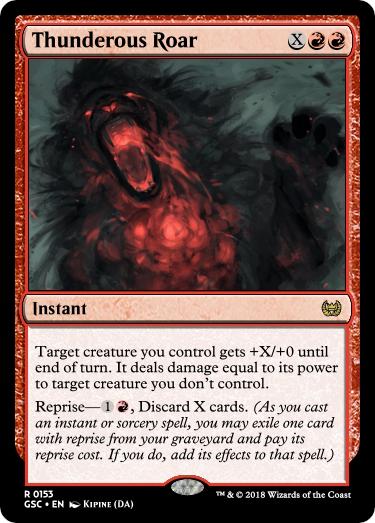 Thunderous Roar X
Instant
Target creature you control gets +X/+0 until
end of turn. It deals damage equal to its power
to target creature you don't control.
Reprise—1, Discard X cards. (As you cast
an instant or sorcery spell, you may exile one card
with reprise from your graveyard and pay its
reprise cost. If you do, add its effects to that spell.)
R 0153
GSC • EN Kipine (DA)
™ & © 2018 Wizards of the Coast